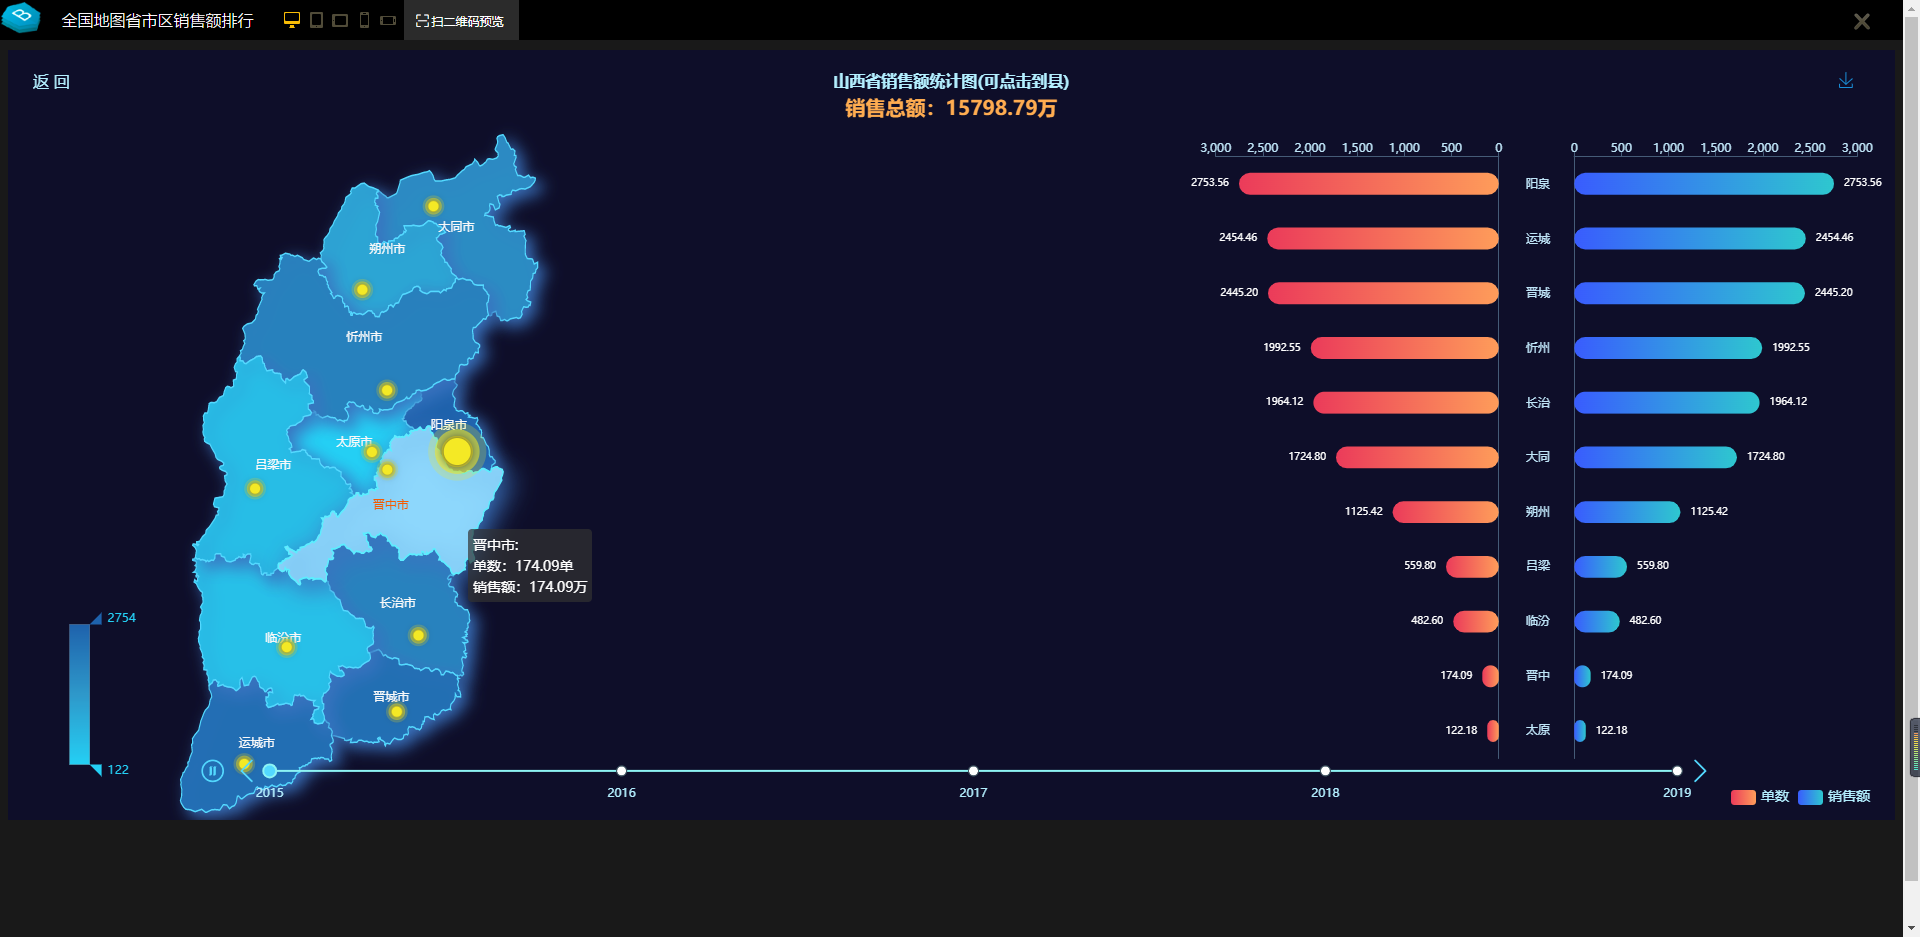 全国地图省市区销售额排行
扫二维码预览
返 回
山西省销售额统计图(可点击到县)
销售总额：15798.79万
大同市
朔州市
忻州市
阳泉市
太原市
吕梁市
晋中市
晋中市:
单数：174.09单
销售额：174.09万
长治市
临汾市
晋城市
运城市
2754
122
3,000 2,500 2,000 1,500 1,000 500 0
0 500 1,000 1,500 2,000 2,500 3,000
2753.56 阳泉 2753.56
2454.46 运城 2454.46
2445.20 晋城 2445.20
1992.55 忻州 1992.55
1964.12 长治 1964.12
1724.80 大同 1724.80
1125.42 朔州 1125.42
559.80 吕梁 559.80
482.60 临汾 482.60
174.09 晋中 174.09
122.18 太原 122.18
2015 2016 2017 2018 2019
单数 销售额